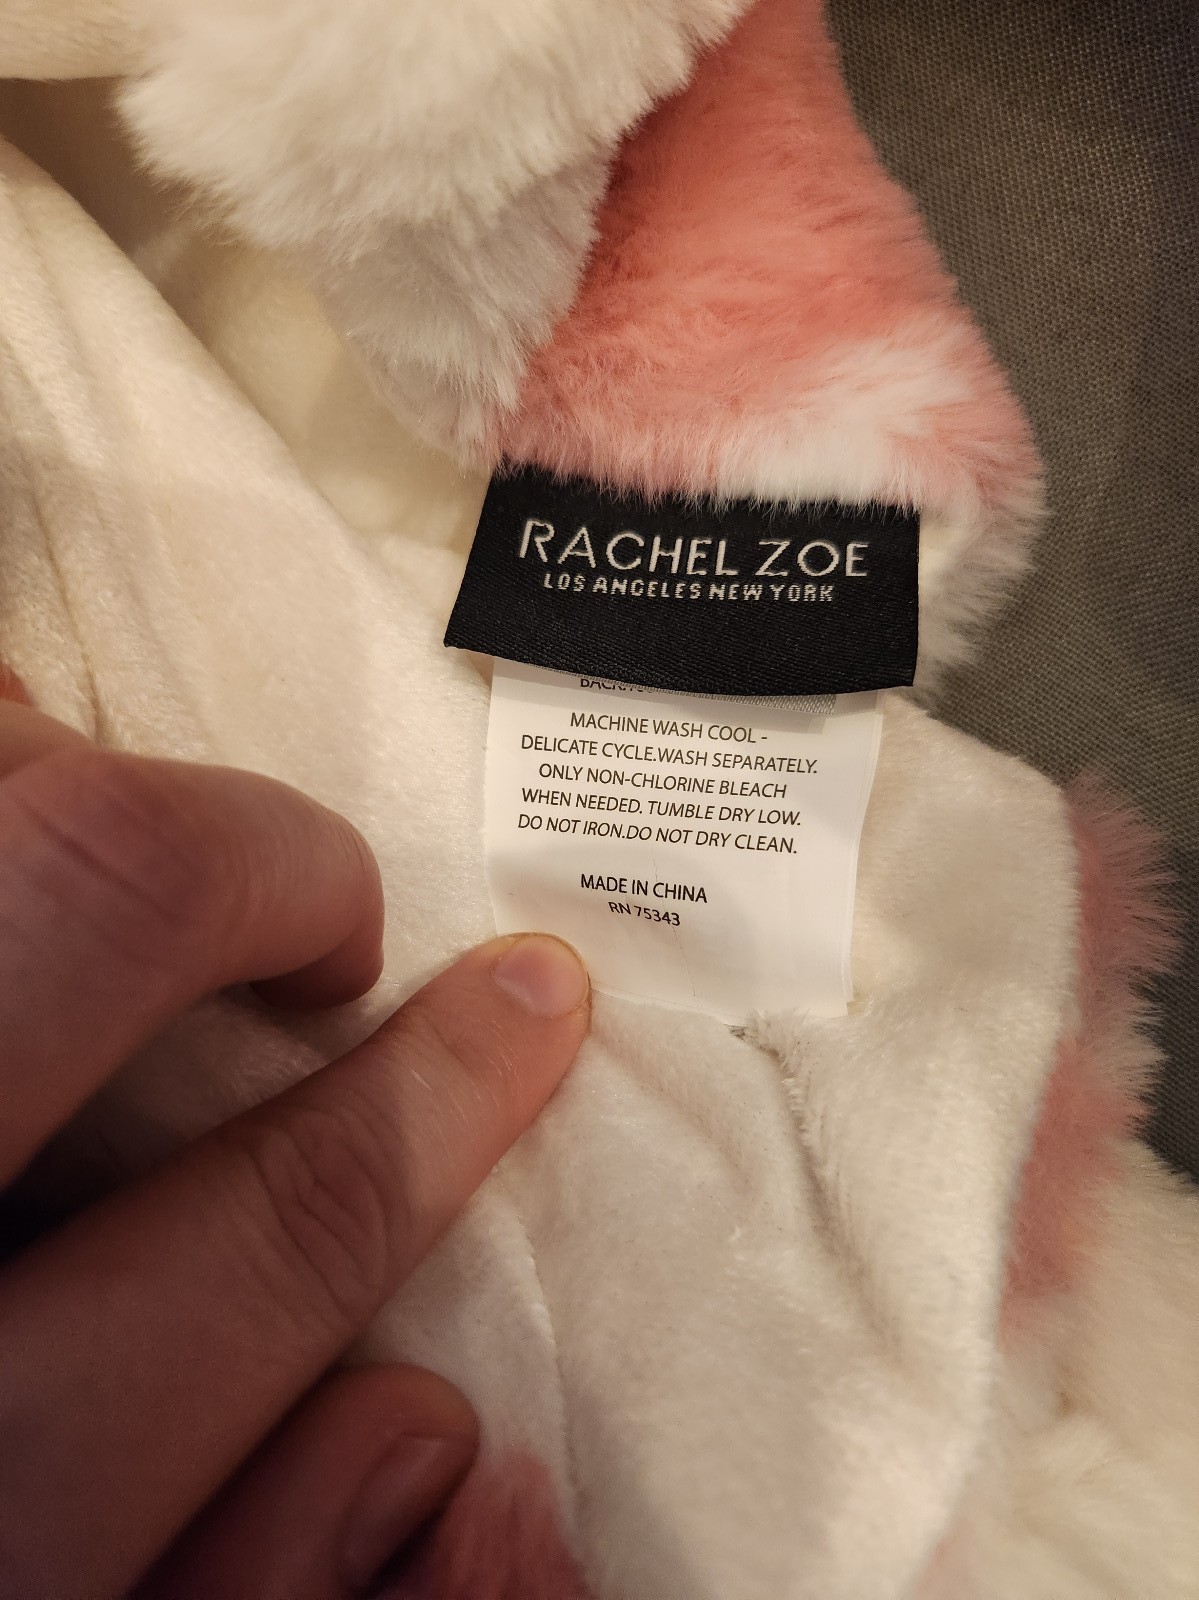 RACHEL ZOE
LOS ANGELES NEW YORK
MACHINE WASH COOL -
DELICATE CYCLE.WASH SEPARATELY.
ONLY NON-CHLORINE BLEACH
WHEN NEEDED. TUMBLE DRY LOW.
DO NOT IRON.DO NOT DRY CLEAN.
MADE IN CHINA
RN 75343